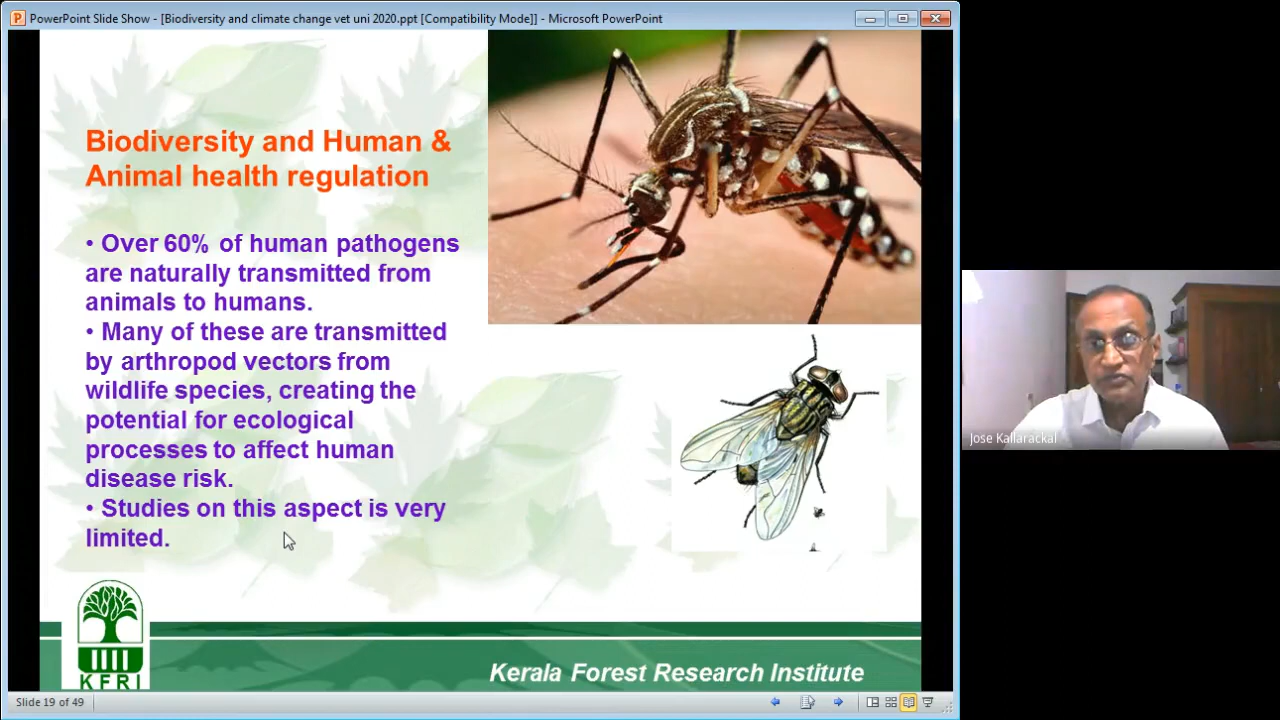 PowerPoint Slide Show - [Biodiversity and climate change vet uni 2020.ppt [Compatibility Mode]] - Microsoft PowerPoint
Biodiversity and Human &
Animal health regulation
• Over 60% of human pathogens
are naturally transmitted from
animals to humans.
• Many of these are transmitted
by arthropod vectors from
wildlife species, creating the
potential for ecological
processes to affect human
disease risk.
• Studies on this aspect is very
limited.
KFRI
Kerala Forest Research Institute
Slide 19 of 49
Jose Kallarackal